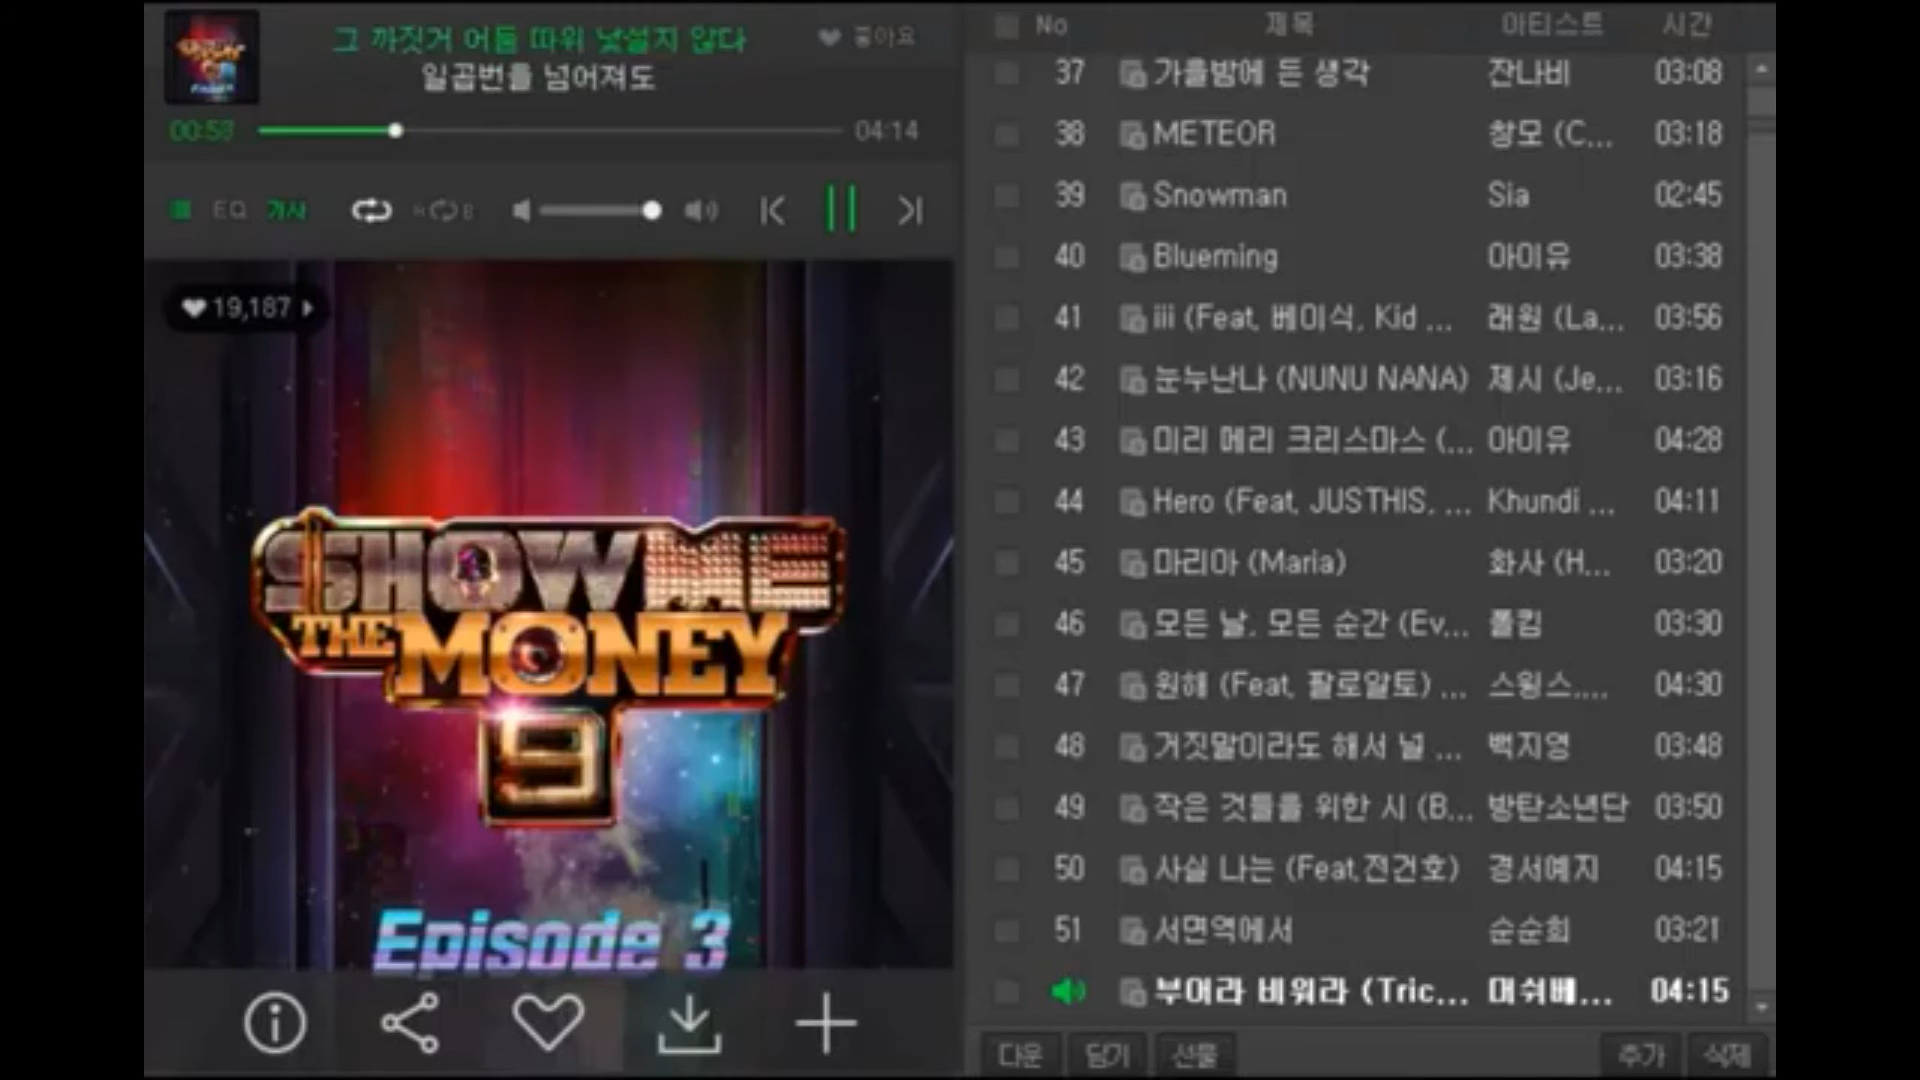 그 까짓거 어둠 따위 낯설지 않다
좋아요
일곱번을 넘어져도
00:58
04:14
EQ 가사
19,187
SHOW ME
THE MONEY
9
Episode 3
No 제목 아티스트 시간
37 가을밤에 든 생각 잔나비 03:08
38 METEOR 창모 (C... 03:18
39 Snowman Sia 02:45
40 Blueming 아이유 03:38
41 iii (Feat. 베이식, Kid ... 래원 (La... 03:56
42 눈누난나 (NUNU NANA) 제시 (Je... 03:16
43 미리 메리 크리스마스 (... 아이유 04:28
44 Hero (Feat. JUSTHIS, ... Khundi ... 04:11
45 마리아 (Maria) 화사 (H... 03:20
46 모든 날, 모든 순간 (Ev... 폴킴 03:30
47 원해 (Feat. 팔로알토) ... 스윙스.... 04:30
48 거짓말이라도 해서 널 ... 백지영 03:48
49 작은 것들을 위한 시 (B... 방탄소년단 03:50
50 사실 나는 (Feat.전건호) 경서예지 04:15
51 서면역에서 순순희 03:21
부어라 비워라 (Tric... 머쉬베... 04:15
다운 담기 선물 추가 삭제